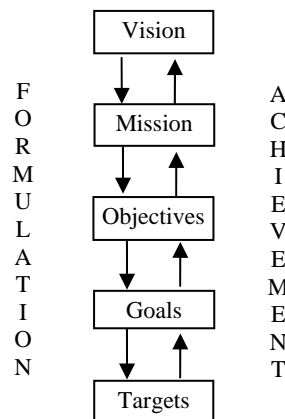 Vision
Mission
Objectives
Goals
Targets
FORMULATION
ACHIEVEMENT